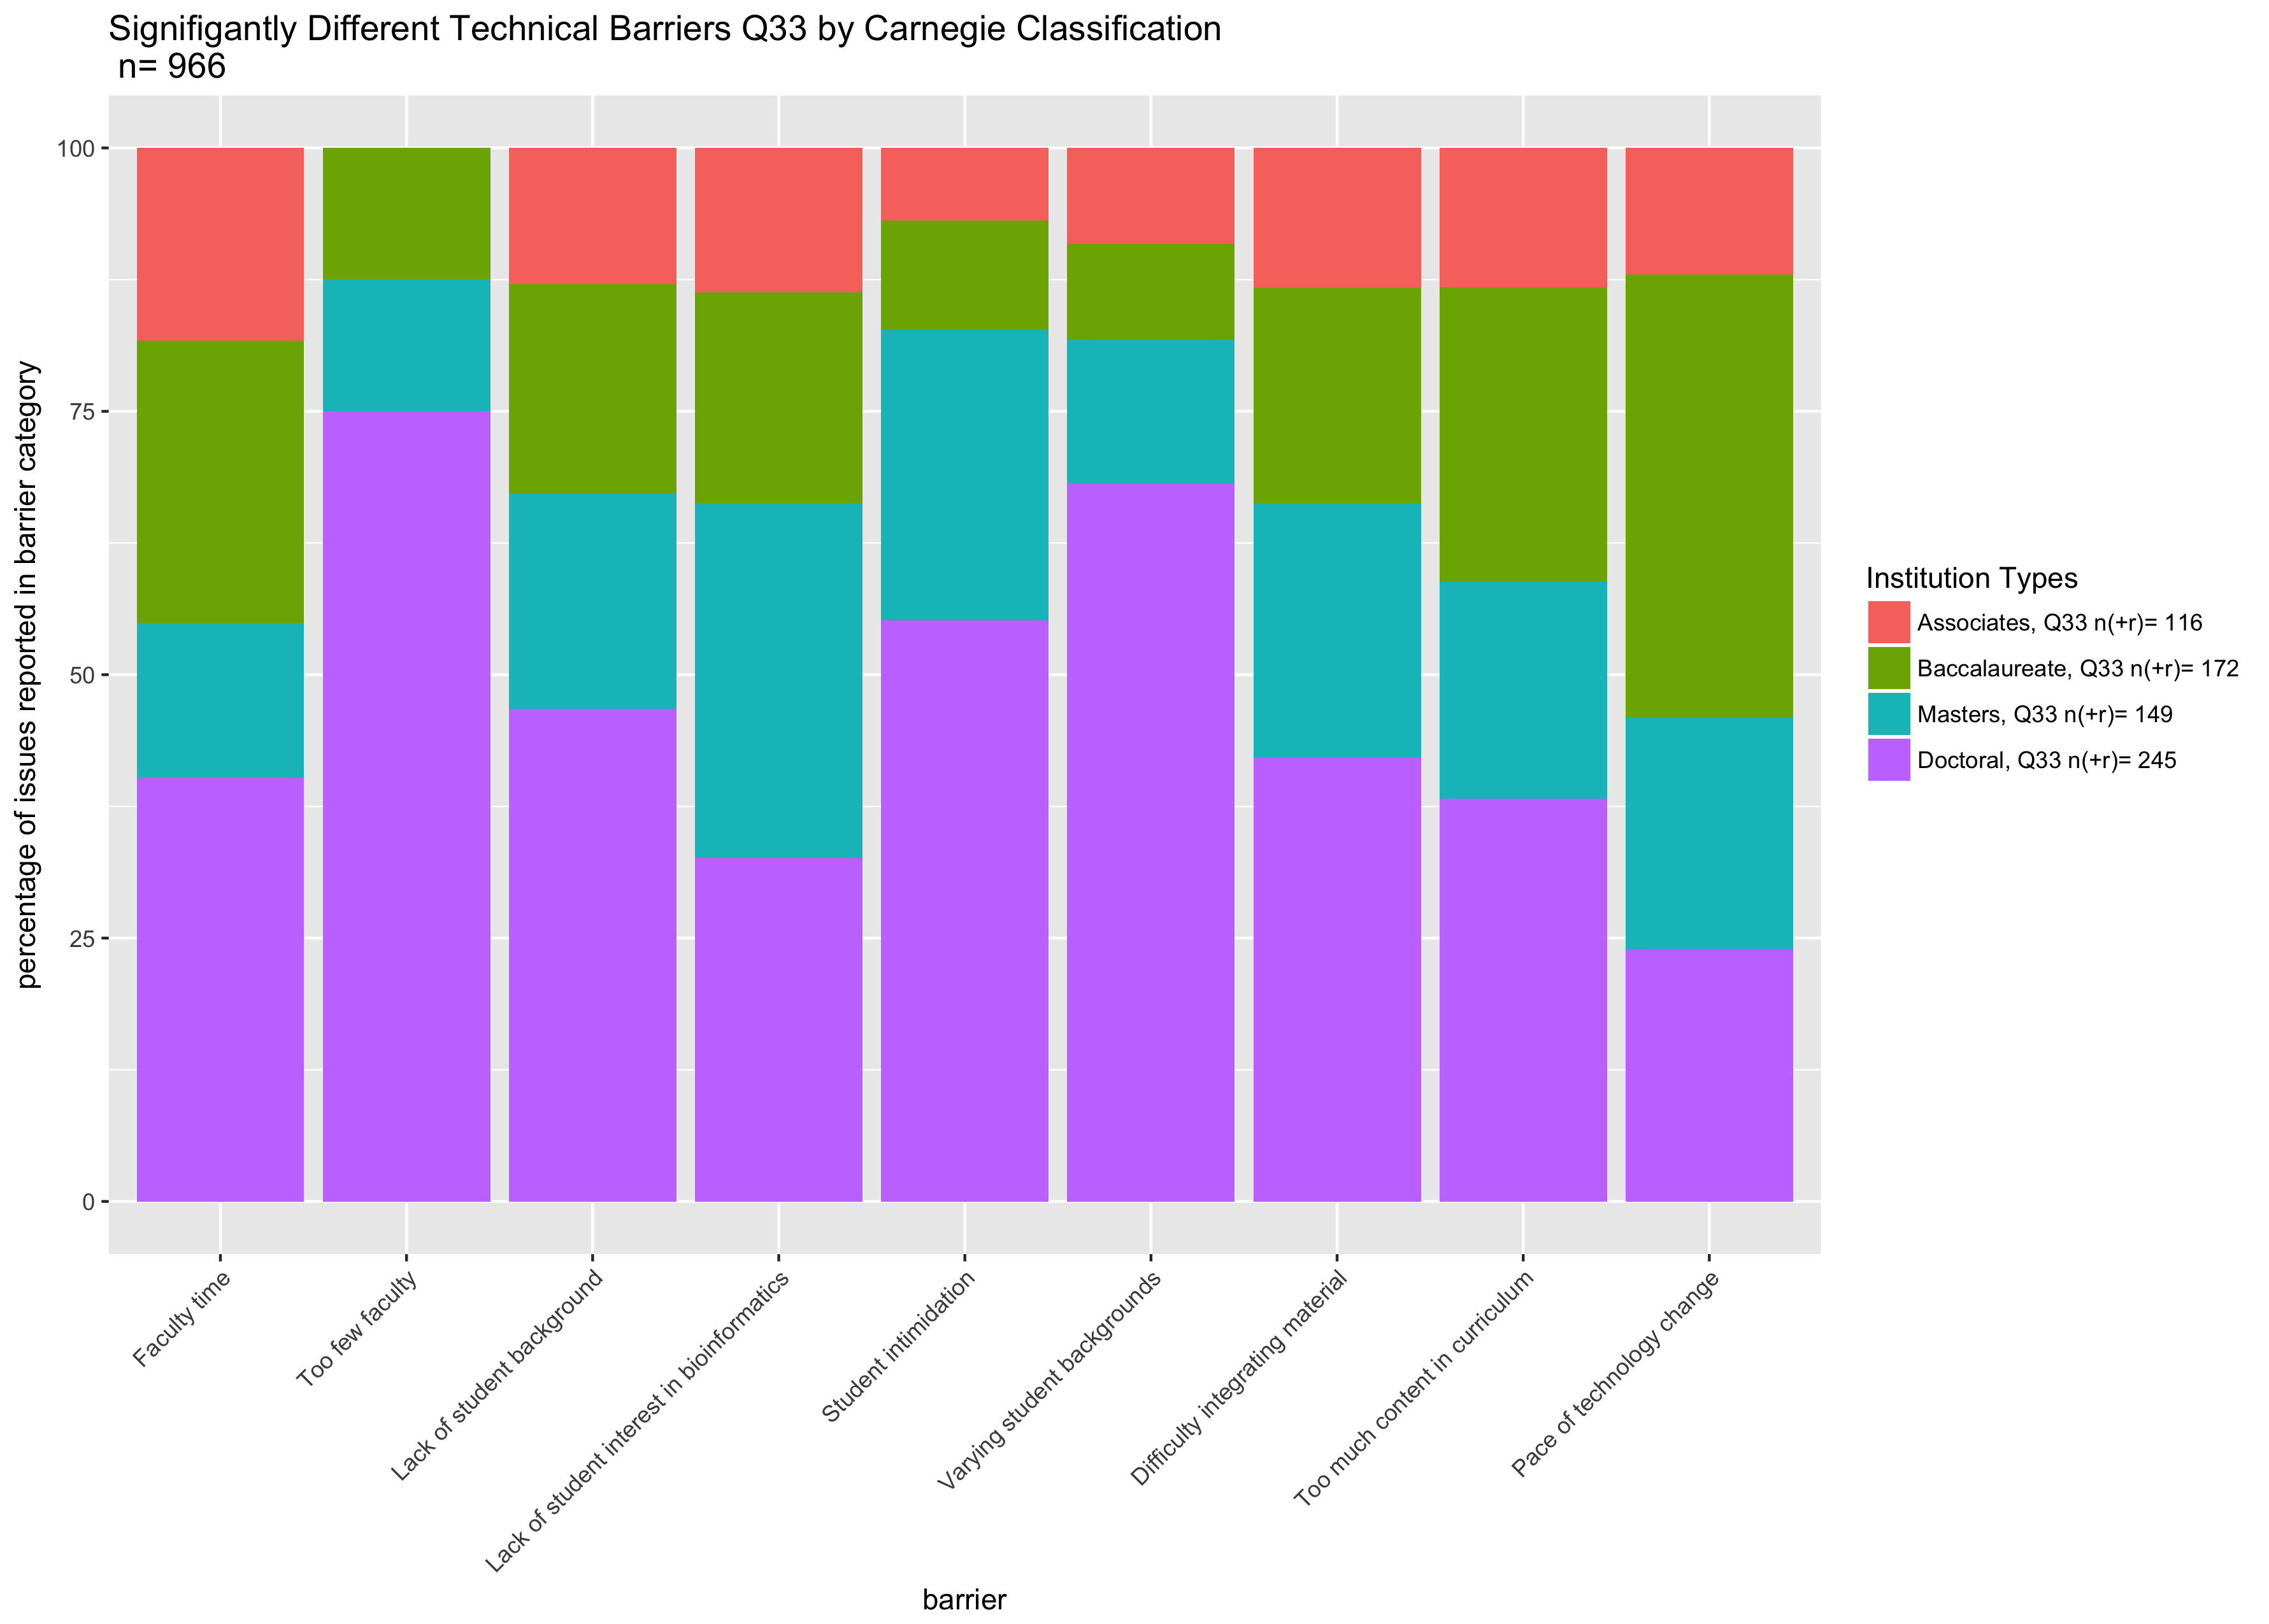 Signifigantly Different Technical Barriers Q33 by Carnegie Classification
n= 966
percentage of issues reported in barrier category
100
75
50
25
0
Faculty time
Too few faculty
Lack of student background
Lack of student interest in bioinformatics
Student intimidation
Varying student backgrounds
Difficulty integrating material
Too much content in curriculum
Pace of technology change
barrier
Institution Types
Associates, Q33 n(+r)= 116
Baccalaureate, Q33 n(+r)= 172
Masters, Q33 n(+r)= 149
Doctoral, Q33 n(+r)= 245